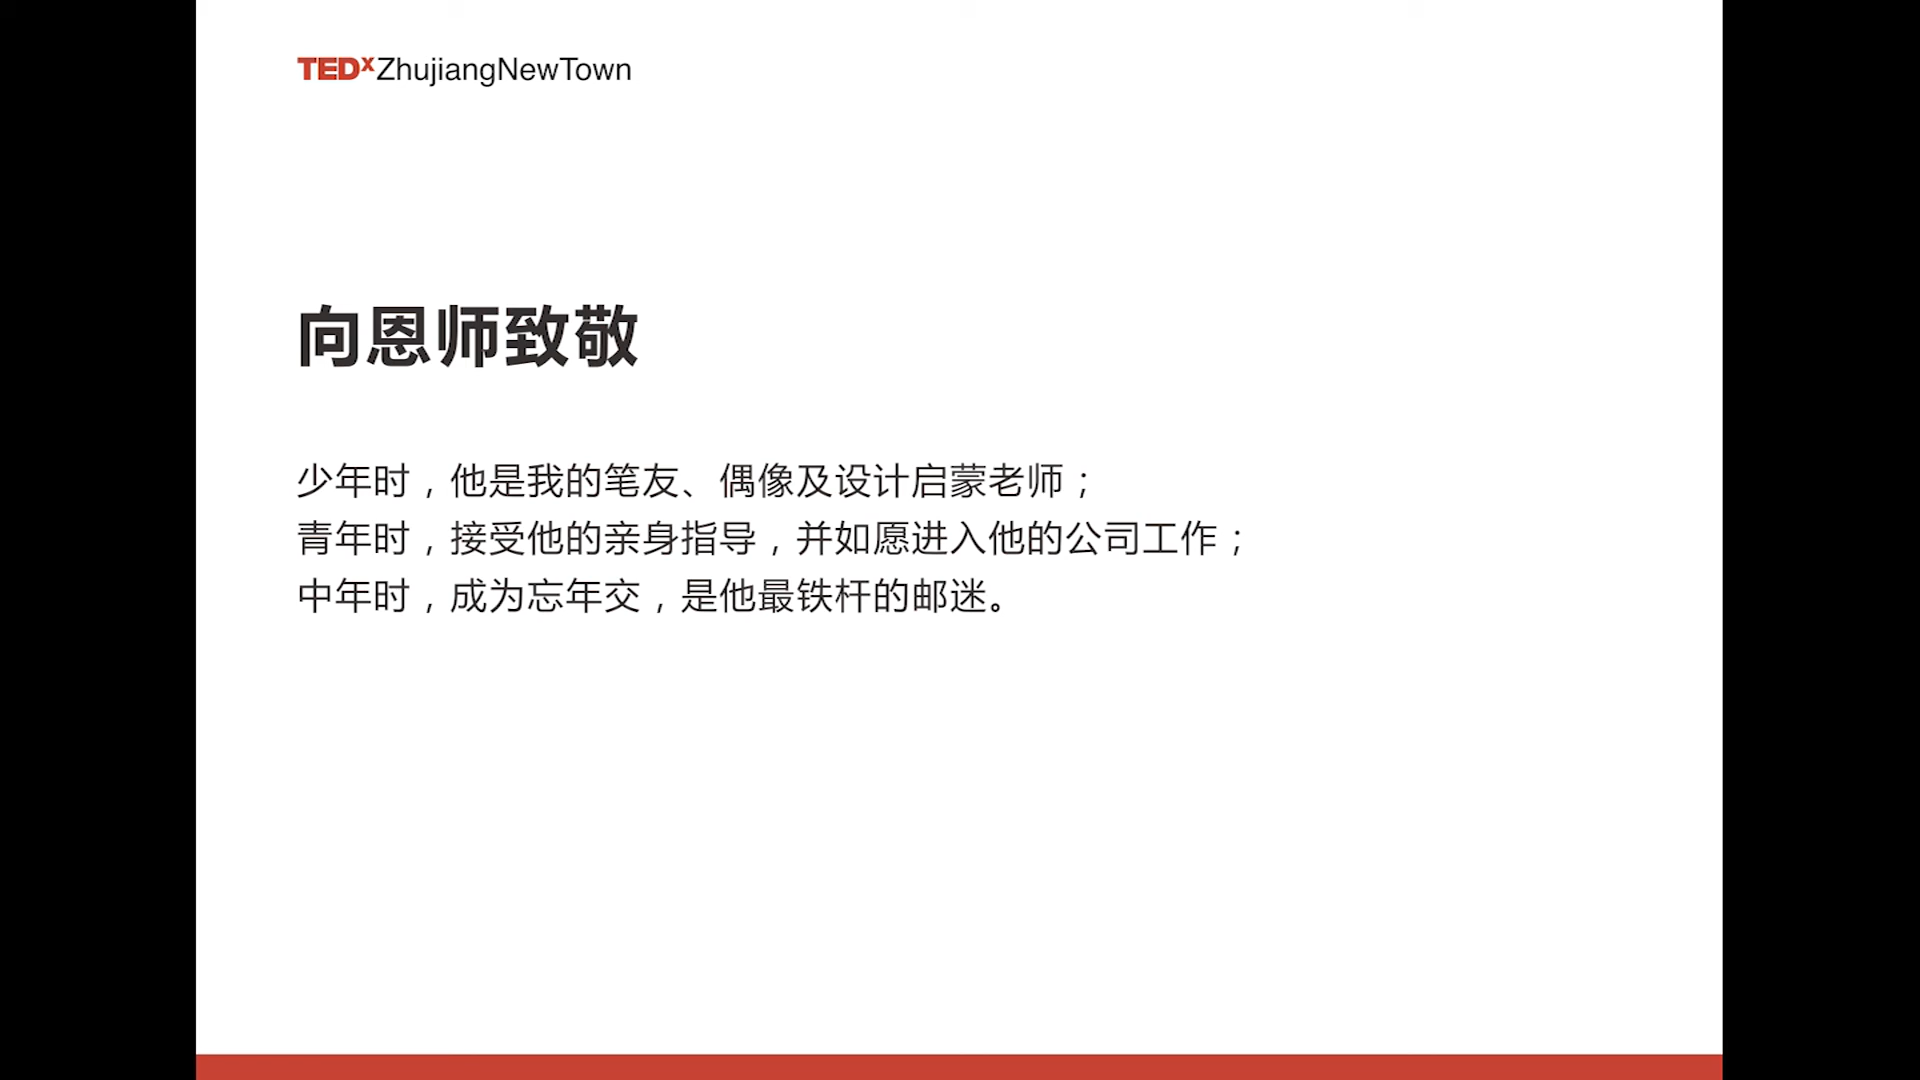 TEDxZhujiangNewTown
向恩师致敬
少年时，他是我的笔友、偶像及设计启蒙老师；
青年时，接受他的亲身指导，并如愿进入他的公司工作；
中年时，成为忘年交，是他最铁杆的邮迷。